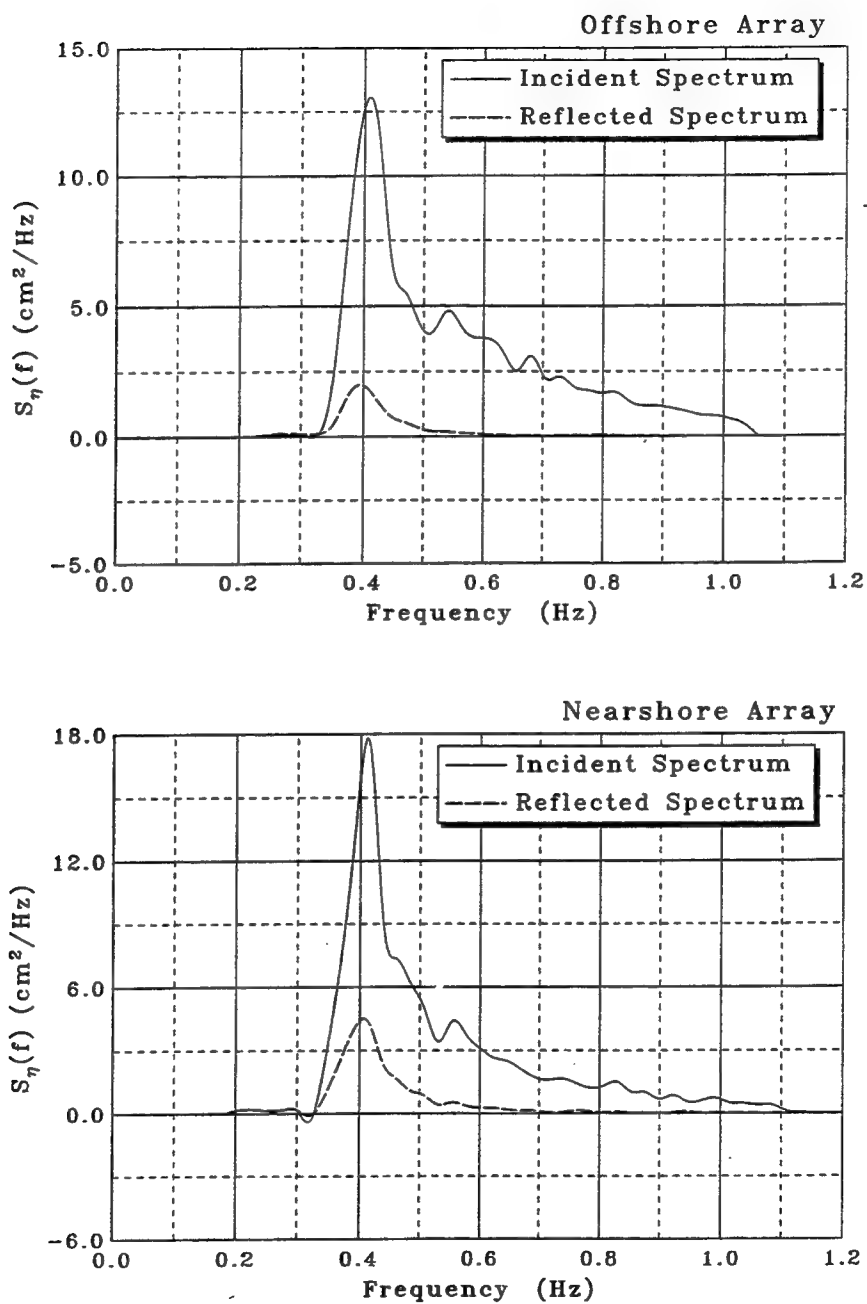 Offshore Array
Incident Spectrum
Reflected Spectrum
15.0
10.0
5.0
0.0
-5.0
S_η(f) (cm²/Hz)
0.0 0.2 0.4 0.6 0.8 1.0 1.2
Frequency (Hz)
Nearshore Array
Incident Spectrum
Reflected Spectrum
18.0
12.0
6.0
0.0
-6.0
S_η(f) (cm²/Hz)
0.0 0.2 0.4 0.6 0.8 1.0 1.2
Frequency (Hz)